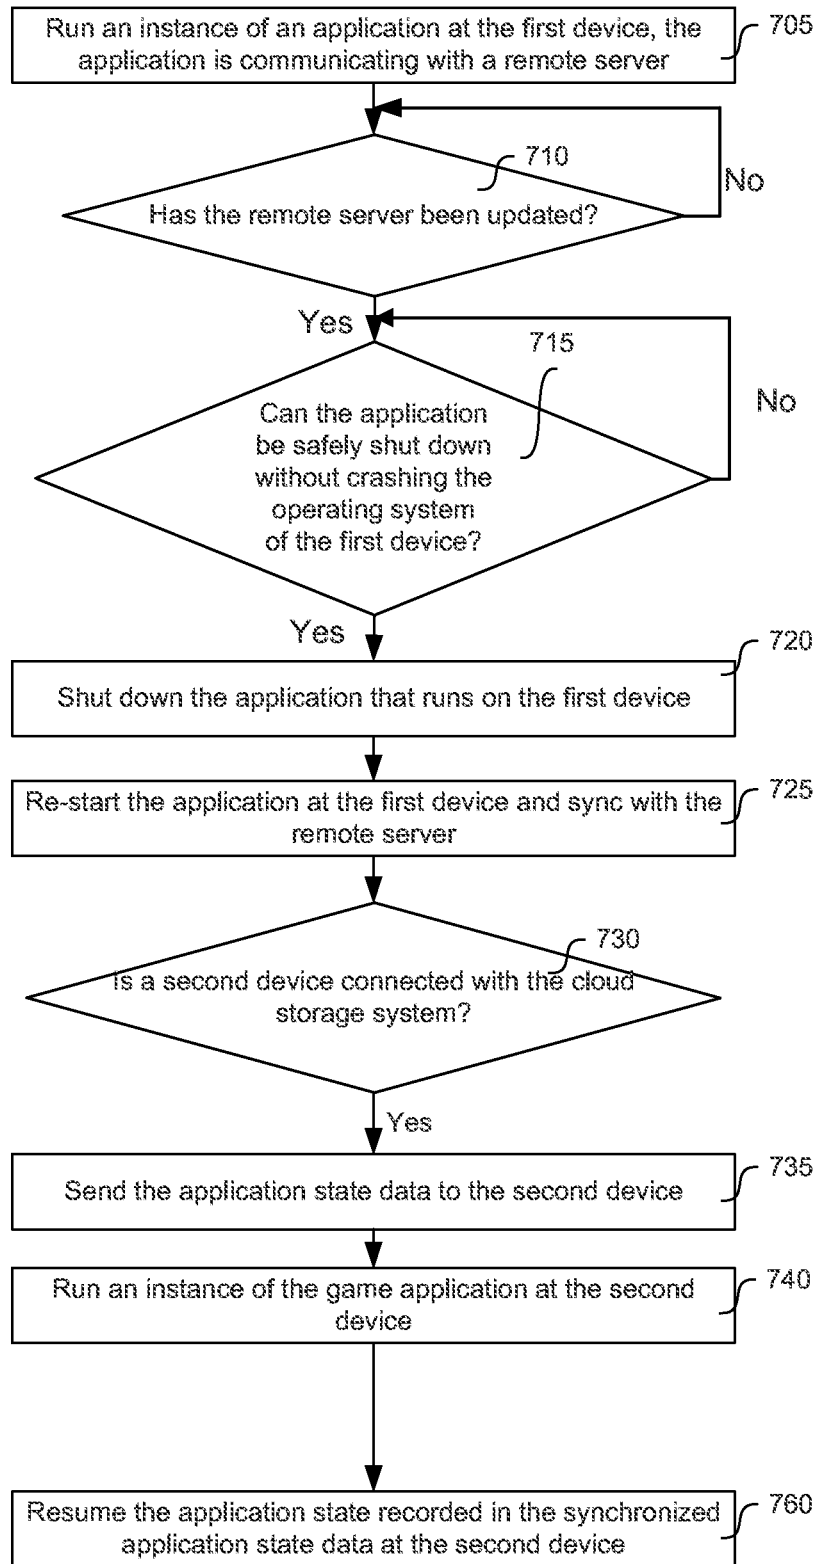 Run an instance of an application at the first device, the
application is communicating with a remote server
705
710
No
Has the remote server been updated?
Yes
715
No
Can the application
be safely shut down
without crashing the
operating system
of the first device?
Yes
720
Shut down the application that runs on the first device
725
Re-start the application at the first device and sync with the
remote server
730
Is a second device connected with the cloud
storage system?
Yes
735
Send the application state data to the second device
740
Run an instance of the game application at the second
device
760
Resume the application state recorded in the synchronized
application state data at the second device